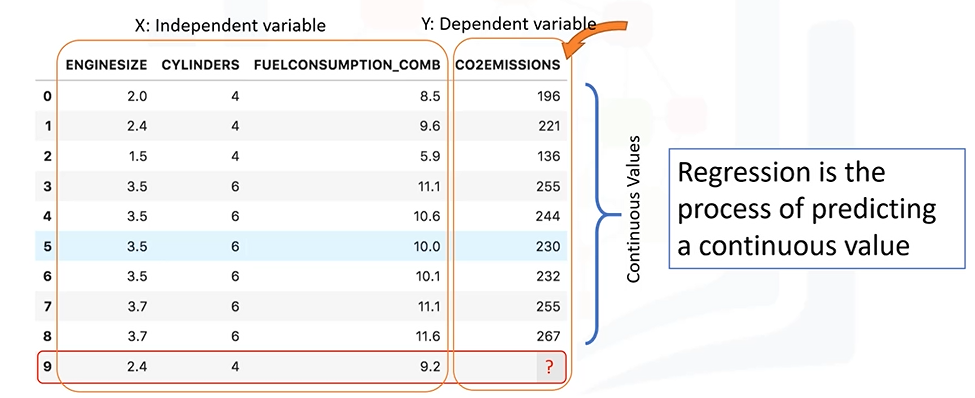 X: Independent variable Y: Dependent variable
ENGINESIZE CYLINDERS FUELCONSUMPTION_COMB CO2EMISSIONS
0 2.0 4 8.5 196
1 2.4 4 9.6 221
2 1.5 4 5.9 136
3 3.5 6 11.1 255
4 3.5 6 10.6 244
5 3.5 6 10.0 230
6 3.5 6 10.1 232
7 3.7 6 11.1 255
8 3.7 6 11.6 267
9 2.4 4 9.2 ?
Continuous Values
Regression is the
process of predicting
a continuous value